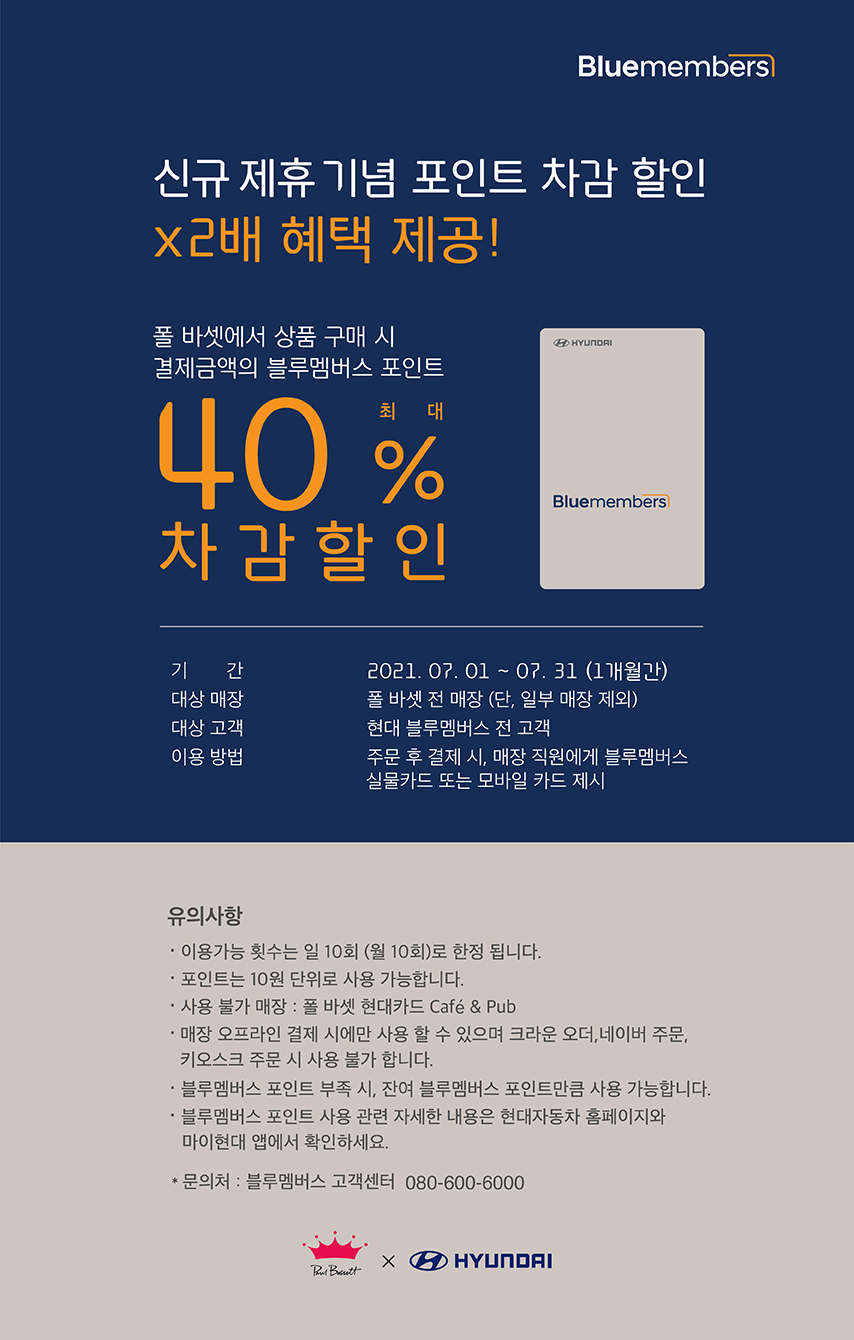 Bluemembers
신규 제휴 기념 포인트 차감 할인
x2배 혜택 제공!
폴 바셋에서 상품 구매 시
결제금액의 블루멤버스 포인트
최대
40%
차감할인
HYUNDAI
Bluemembers
기 간 2021. 07. 01 ~ 07. 31 (1개월간)
대상 매장 폴 바셋 전 매장 (단, 일부 매장 제외)
대상 고객 현대 블루멤버스 전 고객
이용 방법 주문 후 결제 시, 매장 직원에게 블루멤버스
실물카드 또는 모바일 카드 제시
유의사항
· 이용가능 횟수는 일 10회 (월 10회)로 한정 됩니다.
· 포인트는 10원 단위로 사용 가능합니다.
· 사용 불가 매장 : 폴 바셋 현대카드 Café & Pub
· 매장 오프라인 결제 시에만 사용 할 수 있으며 크라운 오더,네이버 주문,
키오스크 주문 시 사용 불가 합니다.
· 블루멤버스 포인트 부족 시, 잔여 블루멤버스 포인트만큼 사용 가능합니다.
· 블루멤버스 포인트 사용 관련 자세한 내용은 현대자동차 홈페이지와
마이현대 앱에서 확인하세요.
* 문의처 : 블루멤버스 고객센터 080-600-6000
Paul Bassett × HYUNDAI